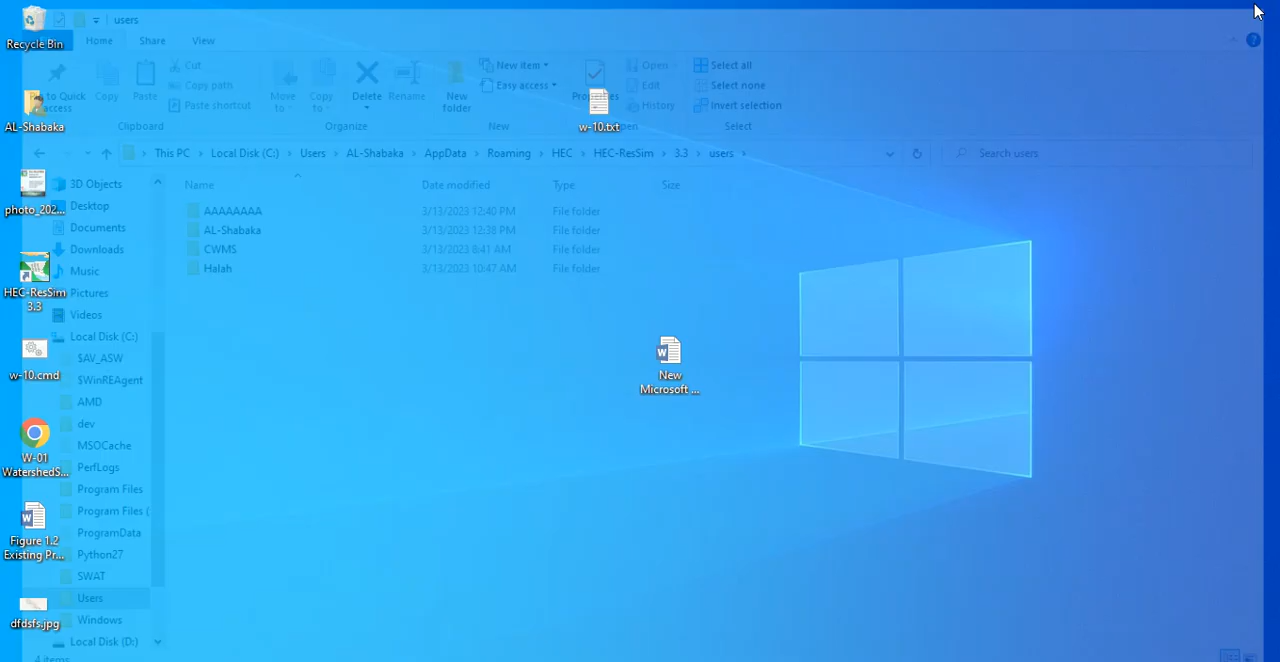 users
Recycle Bin
Home
Share
View
Cut
Copy path
Paste shortcut
to Quick
access
Copy
Paste
Move
to
Copy
to
Delete
Rename
New
folder
New item
Easy access
Properties
Open
Edit
History
Select all
Select none
Invert selection
Clipboard
Organize
New
Open
Select
AL-Shabaka
w-10.txt
This PC > Local Disk (C:) > Users > AL-Shabaka > AppData > Roaming > HEC > HEC-ResSim > 3.3 > users >
Search users
Name
Date modified
Type
Size
AAAAAAAA 3/13/2023 12:40 PM File folder
AL-Shabaka 3/13/2023 12:38 PM File folder
CWMS 3/13/2023 8:41 AM File folder
Halah 3/13/2023 10:47 AM File folder
3D Objects
Desktop
Documents
Downloads
Music
Pictures
Videos
Local Disk (C:)
$AV_ASW
$WinREAgent
AMD
dev
MSOCache
PerfLogs
Program Files
Program Files (
ProgramData
Python27
SWAT
Users
Windows
Local Disk (D:)
4 items
photo_202...
HEC-ResSim
3.3
w-10.cmd
W-01
WatershedS...
Figure 1.2
Existing Pr...
dfdsfs.jpg
New
Microsoft ...